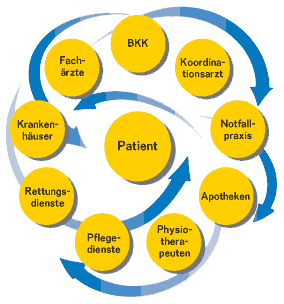 BKK
Koordina-
tionsarzt
Notfall-
praxis
Apotheken
Physio-
thera-
peuten
Pflege-
dienste
Rettungs-
dienste
Kranken-
häuser
Fach-
ärzte
Patient